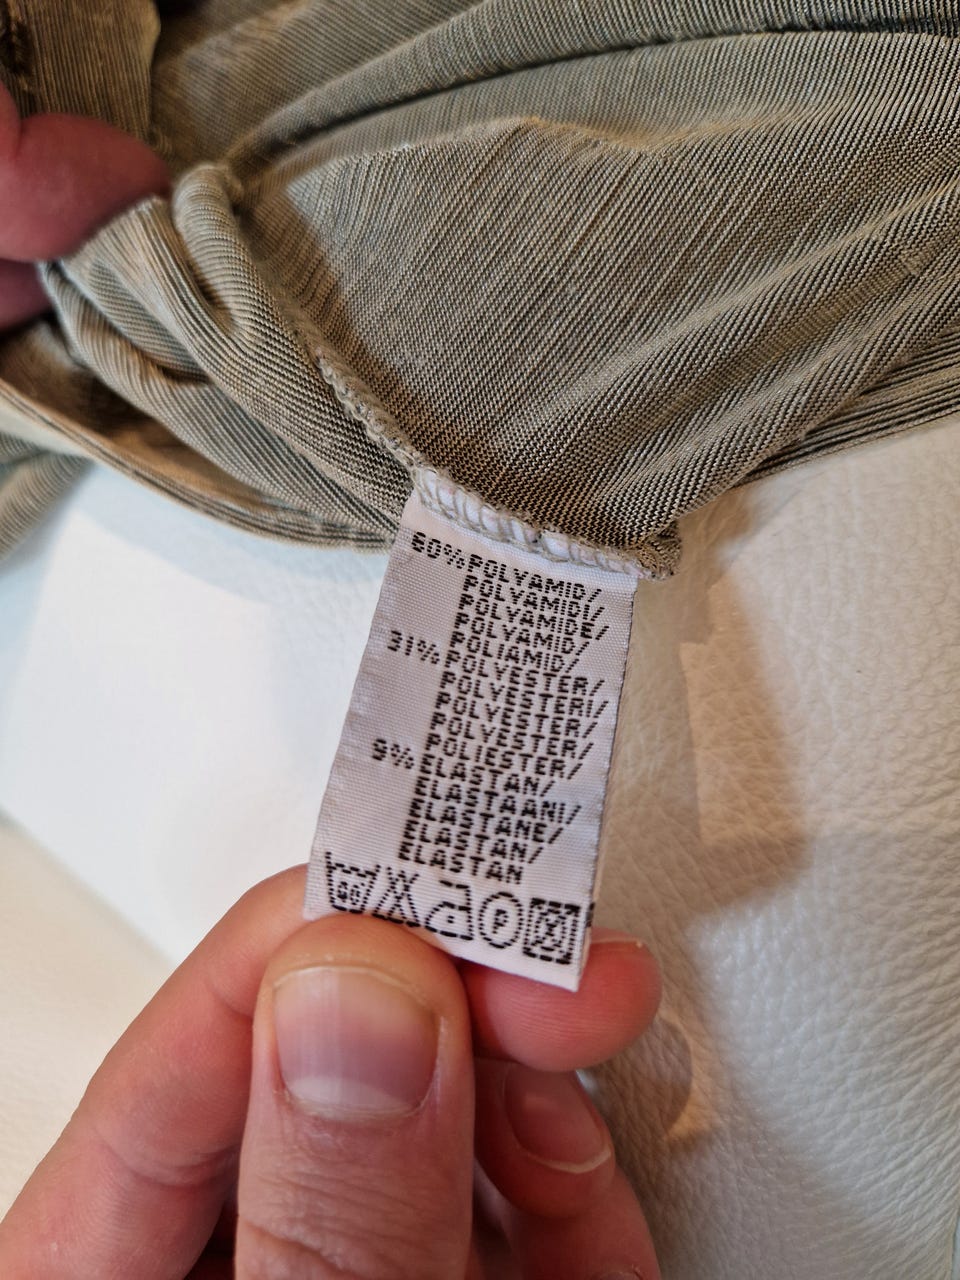 60% POLYAMID/
POLYAMIDI/
POLYAMIDE/
POLYAMID/
POLIAMID/
31% POLYESTER/
POLYESTERI/
POLYESTER/
POLYESTER/
POLIESTER/
9% ELASTAN/
ELASTAANI/
ELASTANE/
ELASTAN/
ELASTAN
P